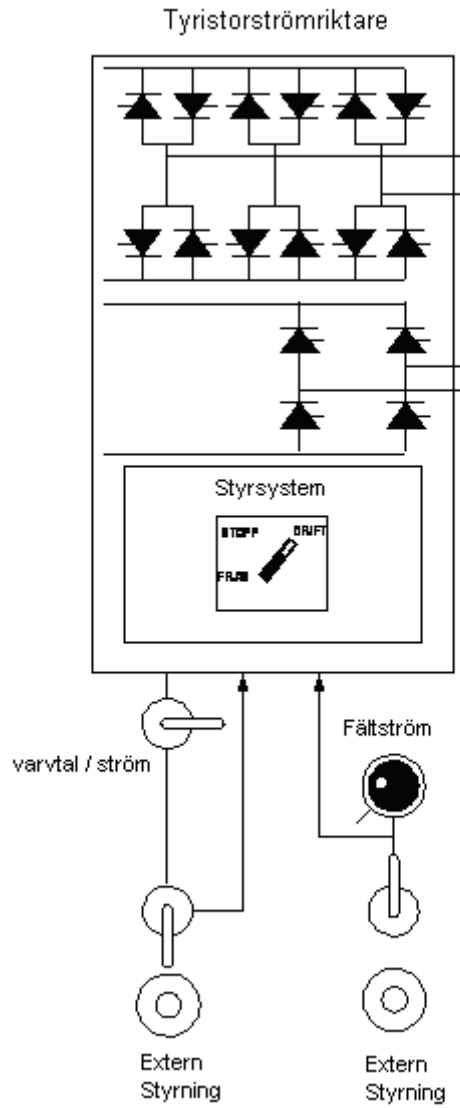 Tyristorströmriktare
Styrsystem
STOPP DRIFT
FRÅN
Fältström
varvtal / ström
Extern
Styrning
Extern
Styrning